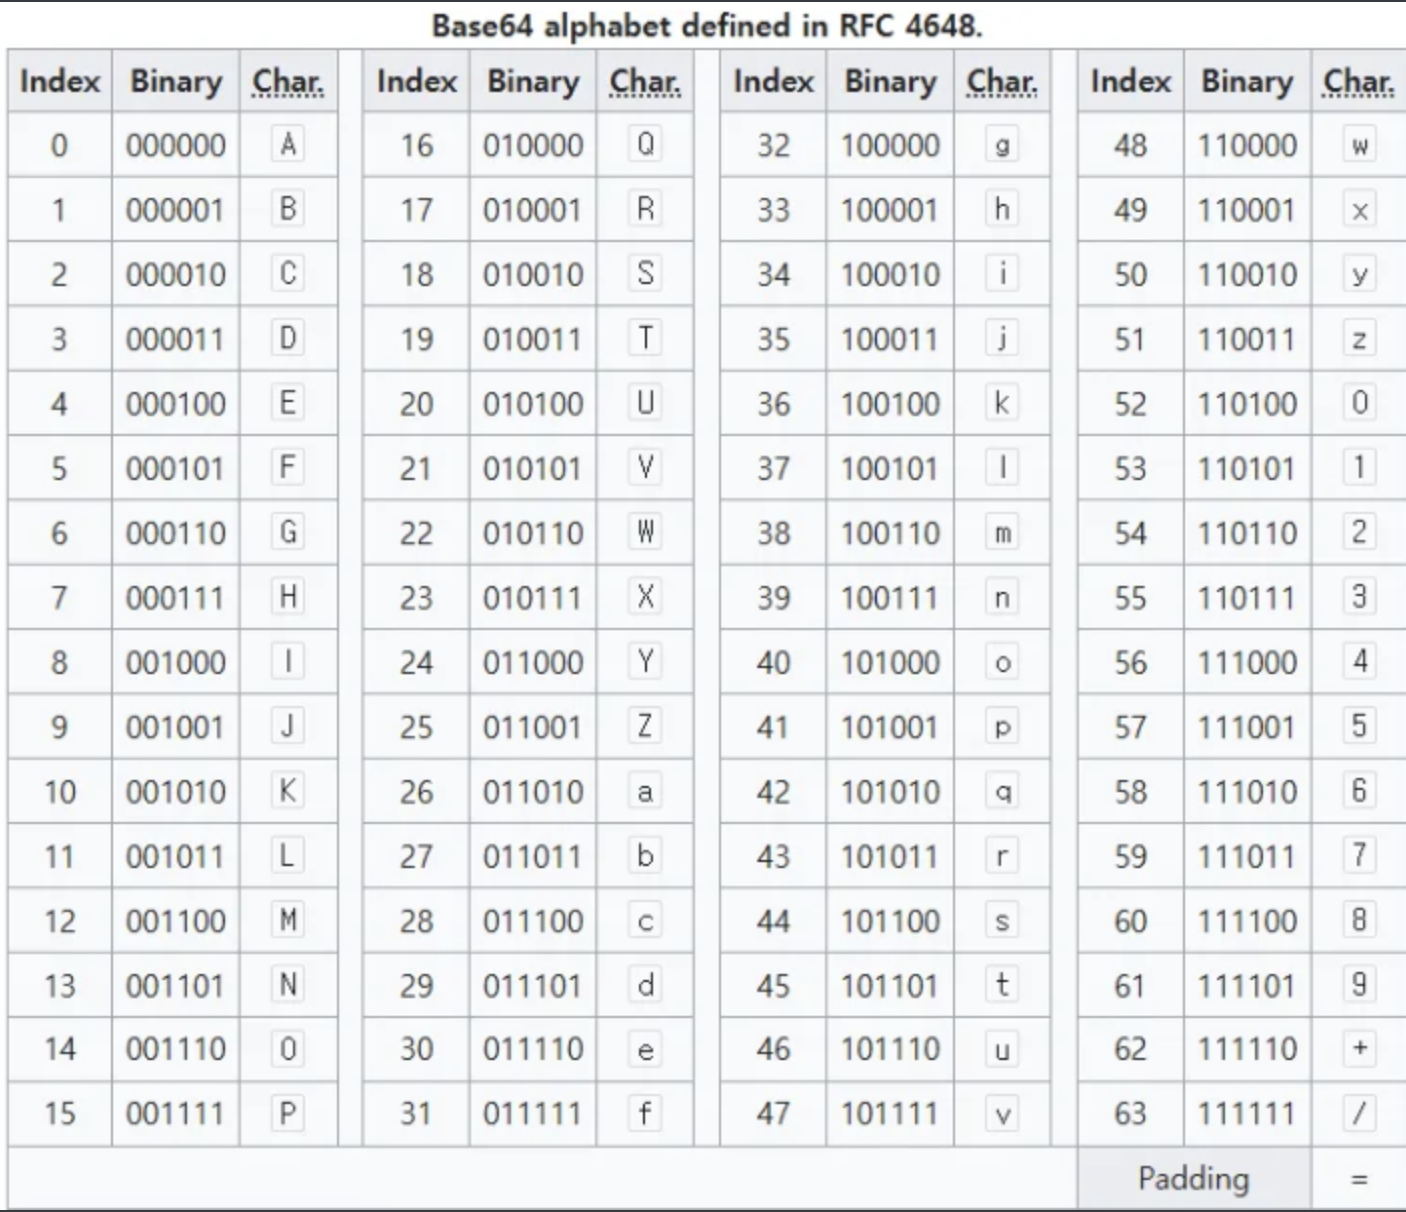 Base64 alphabet defined in RFC 4648.
Index Binary Char. Index Binary Char. Index Binary Char. Index Binary Char.
0 000000 A 16 010000 Q 32 100000 g 48 110000 w
1 000001 B 17 010001 R 33 100001 h 49 110001 x
2 000010 C 18 010010 S 34 100010 i 50 110010 y
3 000011 D 19 010011 T 35 100011 j 51 110011 z
4 000100 E 20 010100 U 36 100100 k 52 110100 0
5 000101 F 21 010101 V 37 100101 l 53 110101 1
6 000110 G 22 010110 W 38 100110 m 54 110110 2
7 000111 H 23 010111 X 39 100111 n 55 110111 3
8 001000 I 24 011000 Y 40 101000 o 56 111000 4
9 001001 J 25 011001 Z 41 101001 p 57 111001 5
10 001010 K 26 011010 a 42 101010 q 58 111010 6
11 001011 L 27 011011 b 43 101011 r 59 111011 7
12 001100 M 28 011100 c 44 101100 s 60 111100 8
13 001101 N 29 011101 d 45 101101 t 61 111101 9
14 001110 O 30 011110 e 46 101110 u 62 111110 +
15 001111 P 31 011111 f 47 101111 v 63 111111 /
Padding =